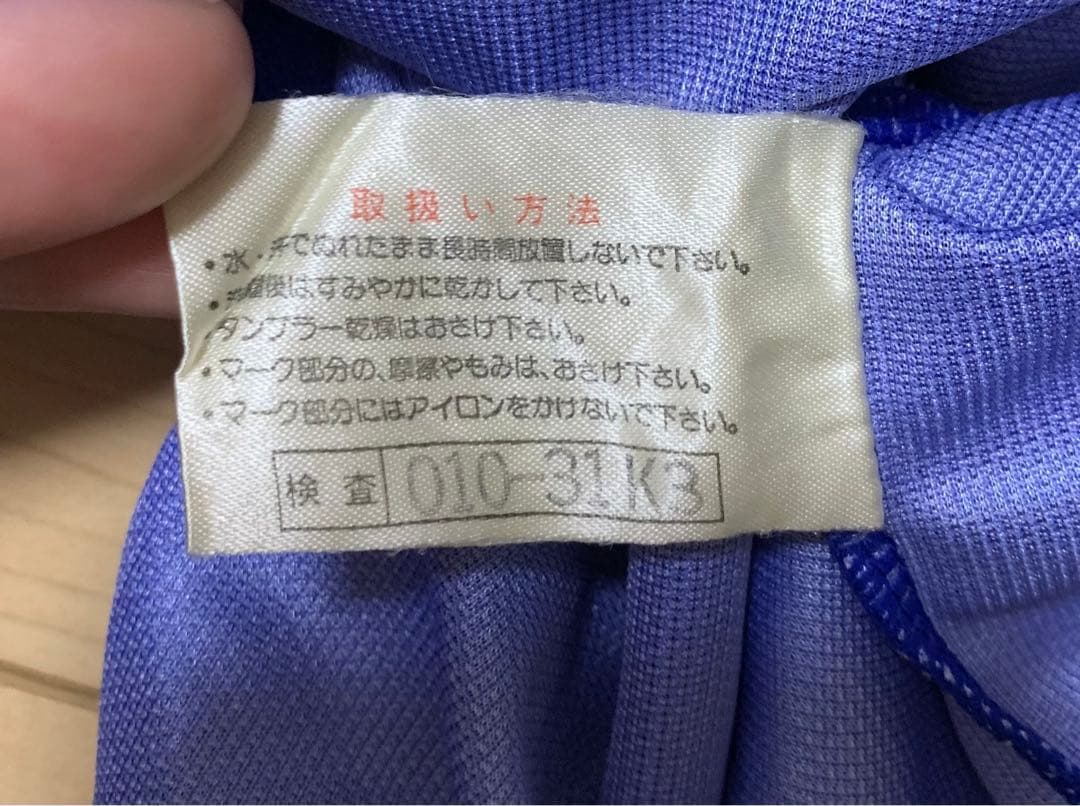 取扱い方法
・水・汗でぬれたまま長時間放置しないで下さい。
・洗濯後は、すみやかに乾かして下さい。
・タンブラー乾燥はおさけ下さい。
・マーク部分の、摩擦やもみは、おさけ下さい。
・マーク部分にはアイロンをかけないで下さい。
検査 010-31K3